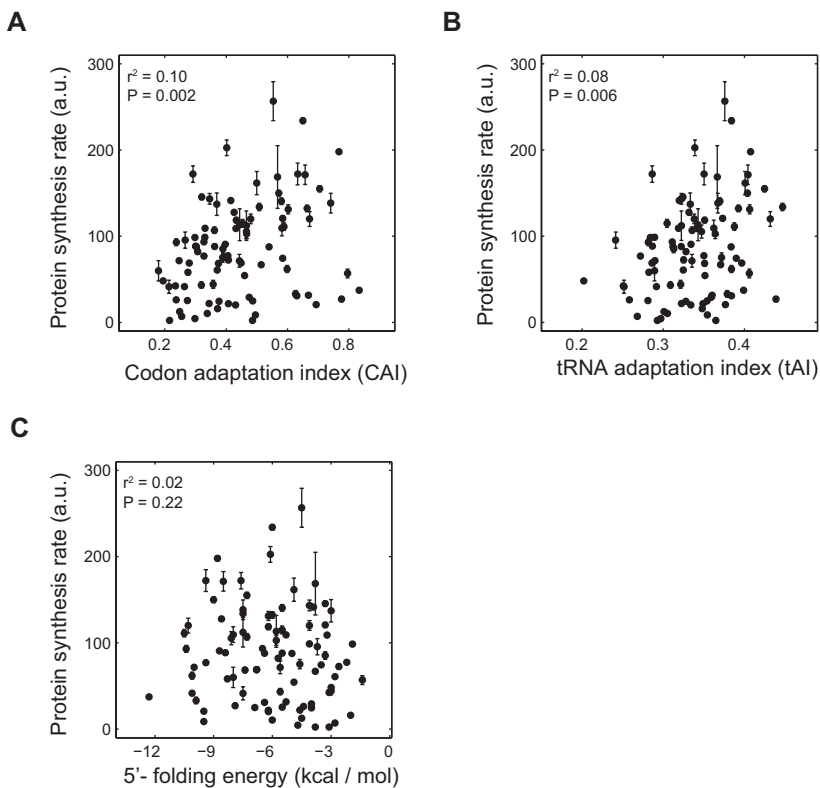 A
Protein synthesis rate (a.u.)
300
200
100
0
r² = 0.10
P = 0.002
0.2 0.4 0.6 0.8
Codon adaptation index (CAI)
B
Protein synthesis rate (a.u.)
300
200
100
0
r² = 0.08
P = 0.006
0.2 0.3 0.4
tRNA adaptation index (tAI)
C
Protein synthesis rate (a.u.)
300
200
100
0
r² = 0.02
P = 0.22
−12 −9 −6 −3 0
5'- folding energy (kcal / mol)